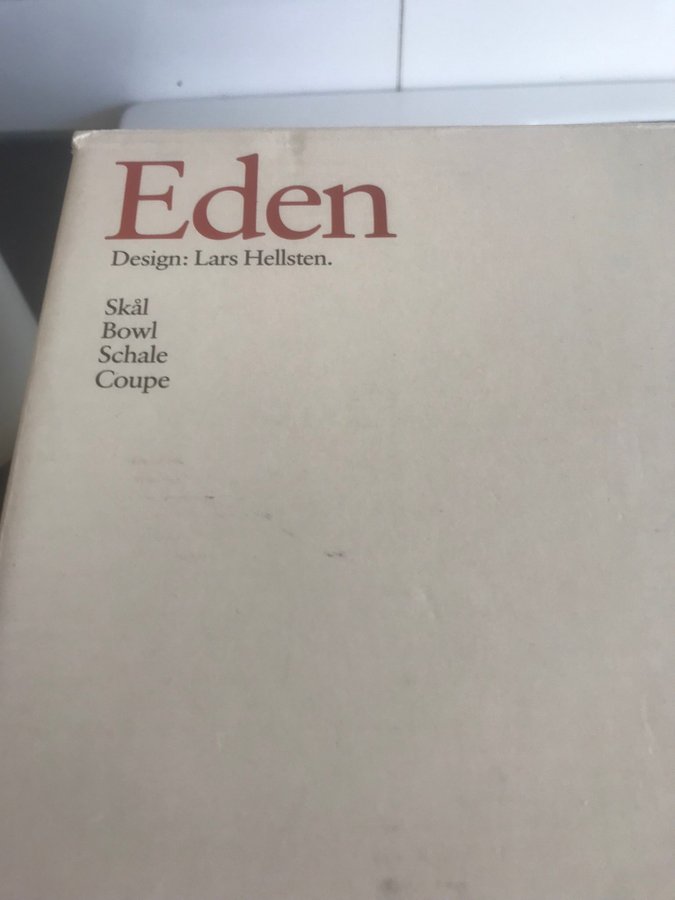 Eden
Design: Lars Hellsten.
Skål
Bowl
Schale
Coupe